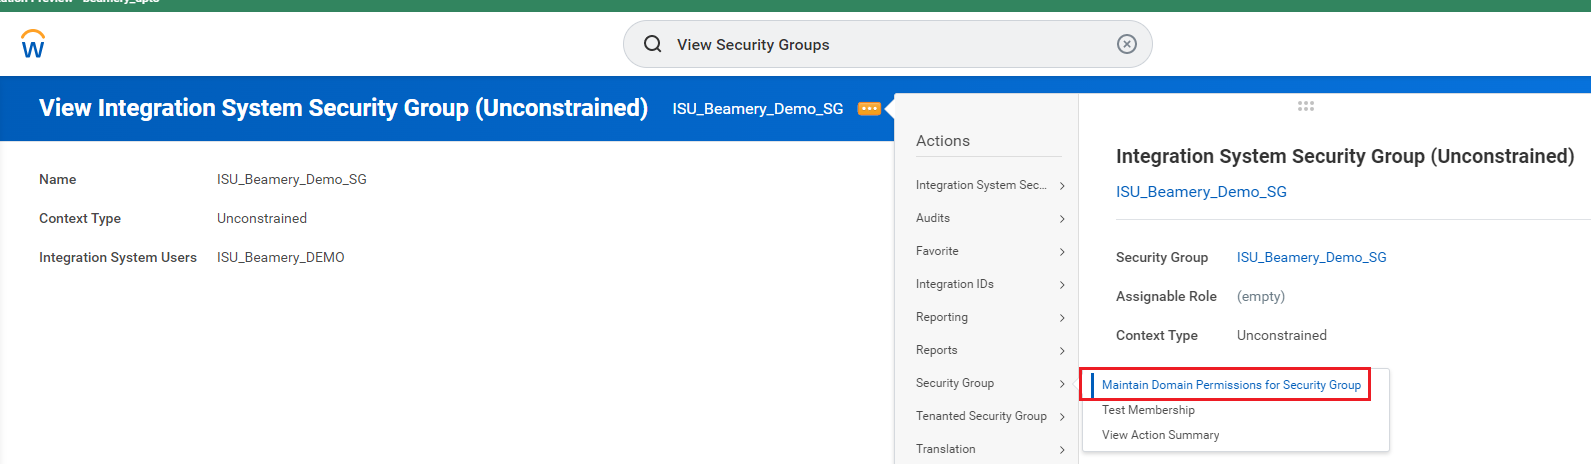 View Security Groups
W
View Integration System Security Group (Unconstrained) ISU_Beamery_Demo_SG
Name ISU_Beamery_Demo_SG
Context Type Unconstrained
Integration System Users ISU_Beamery_DEMO
Actions
Integration System Sec...
Audits
Favorite
Integration IDs
Reporting
Reports
Security Group
Tenanted Security Group
Translation
Integration System Security Group (Unconstrained)
ISU_Beamery_Demo_SG
Security Group ISU_Beamery_Demo_SG
Assignable Role (empty)
Context Type Unconstrained
Maintain Domain Permissions for Security Group
Test Membership
View Action Summary